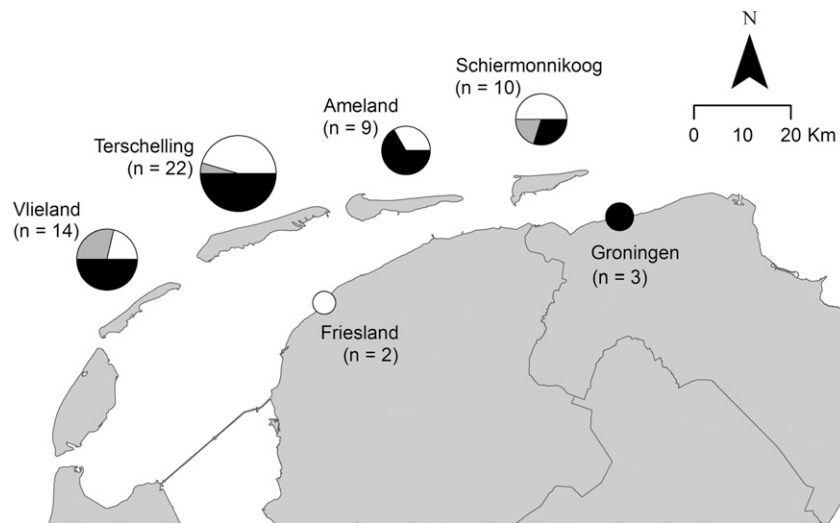 N
0 10 20 Km
Schiermonnikoog
(n = 10)
Ameland
(n = 9)
Terschelling
(n = 22)
Vlieland
(n = 14)
Groningen
(n = 3)
Friesland
(n = 2)